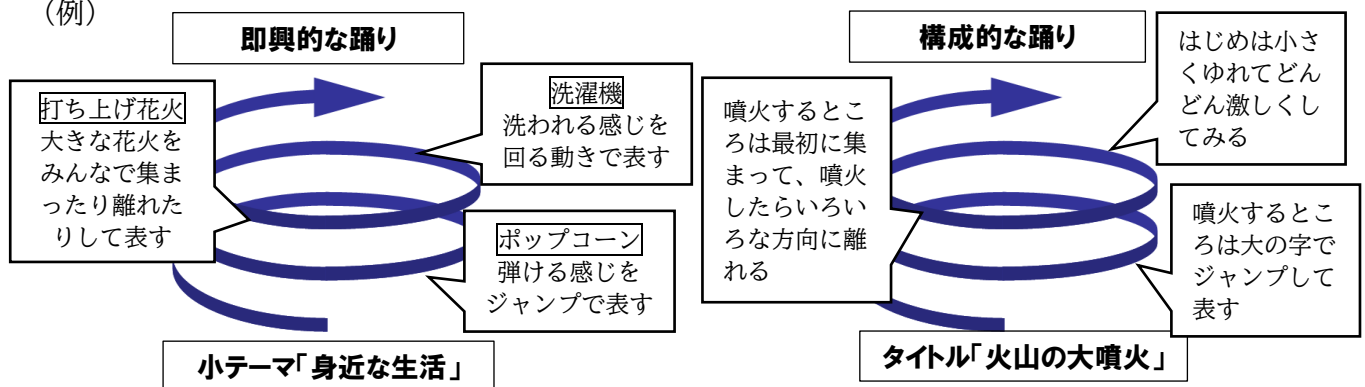 （例）
即興的な踊り
打ち上げ花火
大きな花火を
みんなで集ま
ったり離れた
りして表す
洗濯機
洗われる感じを
回る動きで表す
ポップコーン
弾ける感じを
ジャンプで表す
小テーマ「身近な生活」
構成的な踊り
噴火するとこ
ろは最初に集
まって、噴火
したらいろい
ろな方向に離
れる
はじめは小さ
くゆれてどん
どん激しくし
てみる
噴火するとこ
ろは大の字で
ジャンプして
表す
タイトル「火山の大噴火」